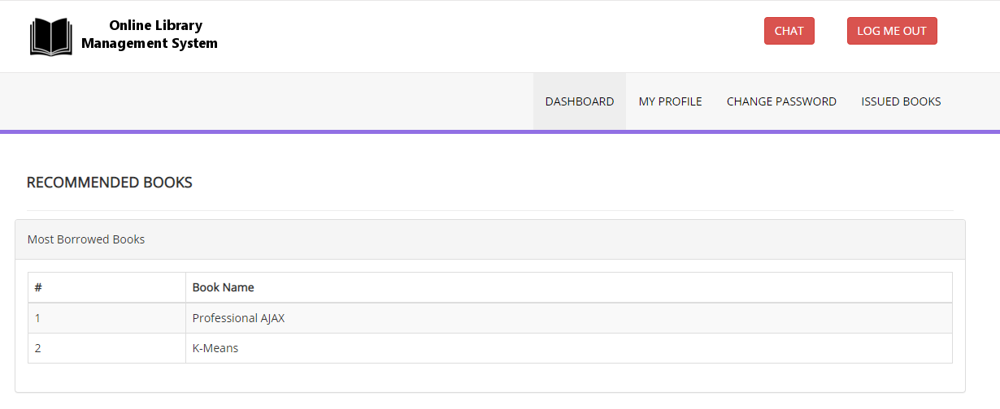 Online Library
Management System
CHAT
LOG ME OUT
DASHBOARD
MY PROFILE
CHANGE PASSWORD
ISSUED BOOKS
RECOMMENDED BOOKS
Most Borrowed Books
# Book Name
1 Professional AJAX
2 K-Means